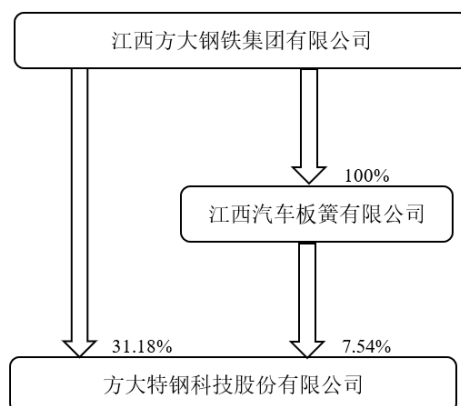 江西方大钢铁集团有限公司
100%
江西汽车板簧有限公司
31.18%
7.54%
方大特钢科技股份有限公司